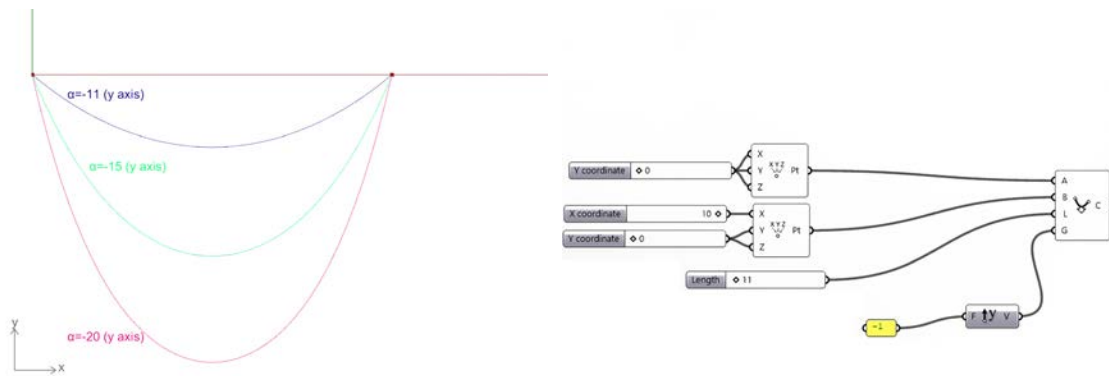 α=-11 (y axis)
α=-15 (y axis)
α=-20 (y axis)
y
x
Y coordinate 0
X
Y
Z
X Y Z
Pt
X coordinate 10
Y coordinate 0
X
Y
Z
X Y Z
Pt
Length 11
A
B
L
G
C
-1
F y V